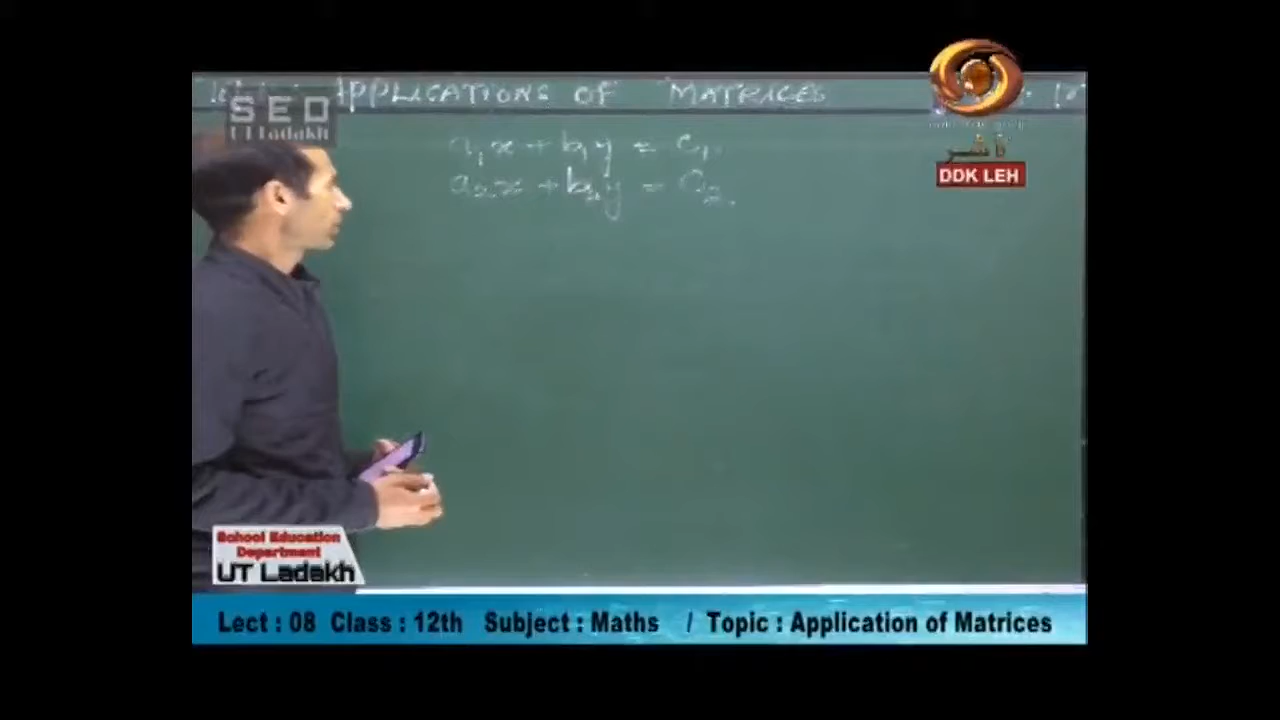 APPLICATIONS OF MATRICES
SED
UT Ladakh
a₁x + b₁y = c₁.
a₂x + b₂y = c₂.
DDK LEH
School Education
Department
UT Ladakh
Lect : 08 Class : 12th Subject : Maths / Topic : Application of Matrices